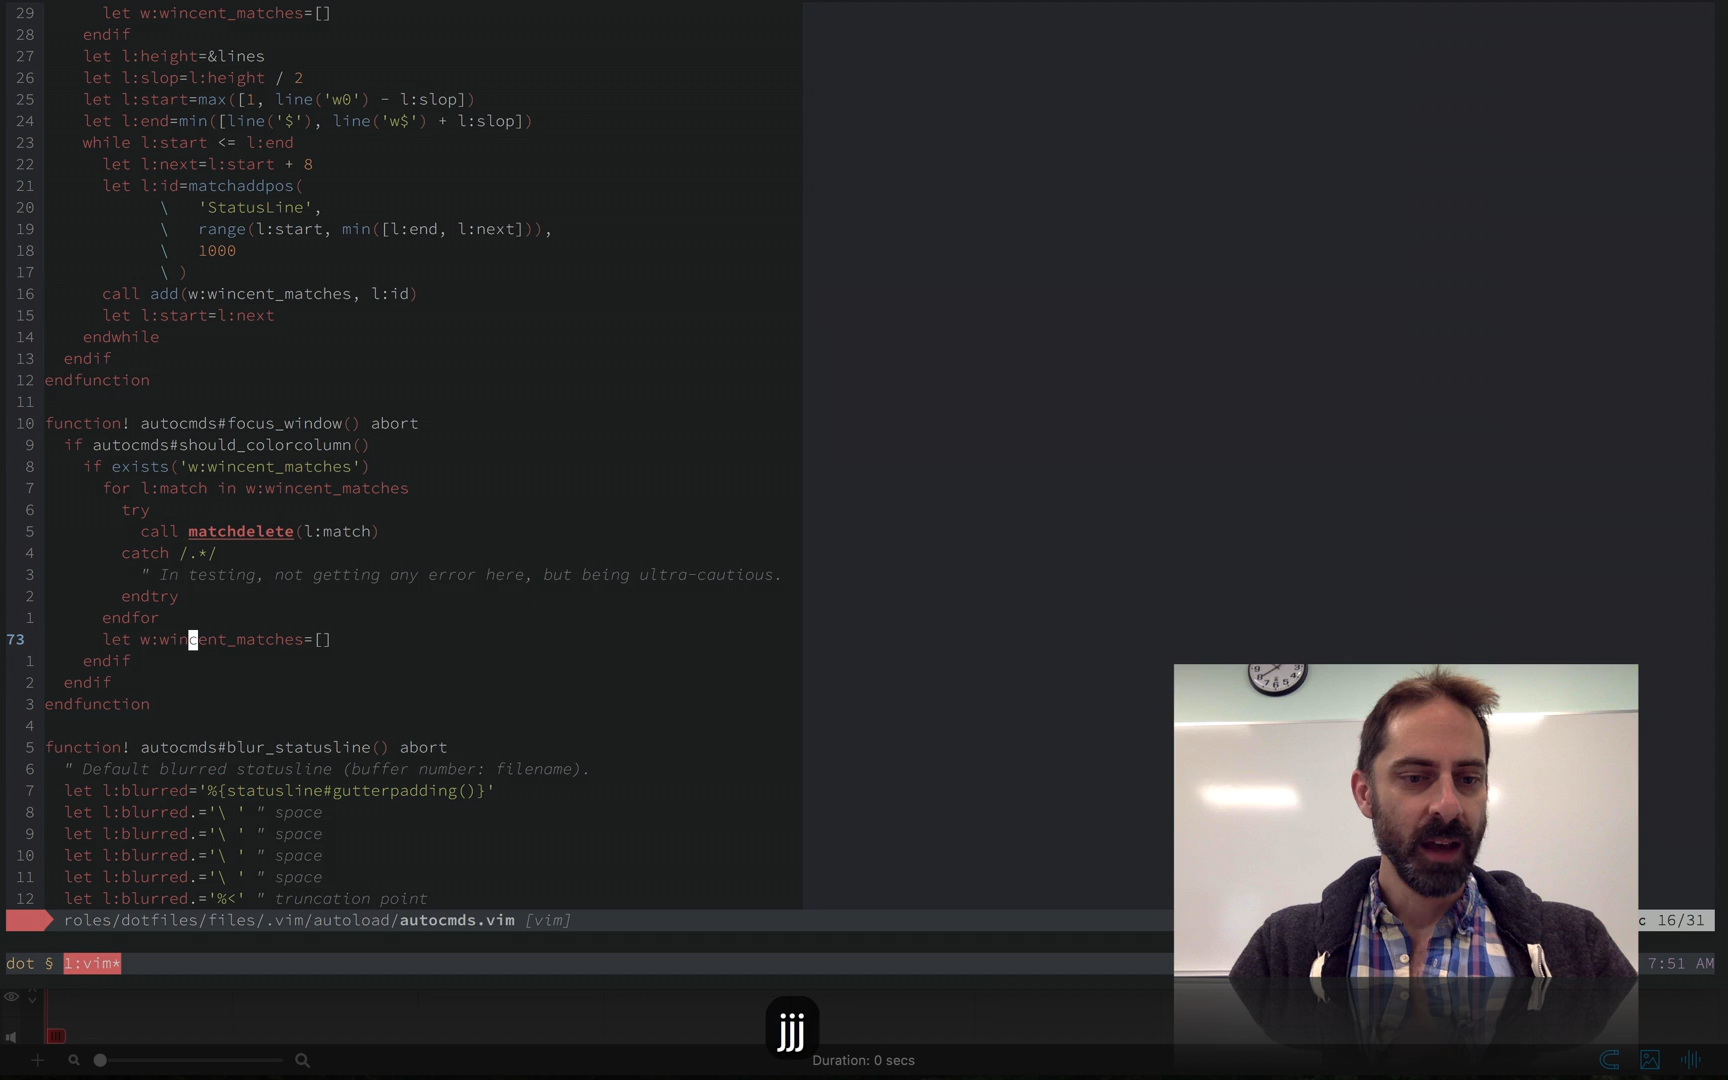 29 let w:wincent_matches=[]
28 endif
27 let l:height=&lines
26 let l:slop=l:height / 2
25 let l:start=max([1, line('w0') - l:slop])
24 let l:end=min([line('$'), line('w$') + l:slop])
23 while l:start <= l:end
22 let l:next=l:start + 8
21 let l:id=matchaddpos(
20 \ 'StatusLine',
19 \ range(l:start, min([l:end, l:next])),
18 \ 1000
17 \ )
16 call add(w:wincent_matches, l:id)
15 let l:start=l:next
14 endwhile
13 endif
12 endfunction
11
10 function! autocmds#focus_window() abort
9 if autocmds#should_colorcolumn()
8 if exists('w:wincent_matches')
7 for l:match in w:wincent_matches
6 try
5 call matchdelete(l:match)
4 catch /.*/
3 " In testing, not getting any error here, but being ultra-cautious.
2 endtry
1 endfor
73 let w:wincent_matches=[]
1 endif
2 endif
3 endfunction
4
5 function! autocmds#blur_statusline() abort
6 " Default blurred statusline (buffer number: filename).
7 let l:blurred='%{statusline#gutterpadding()}'
8 let l:blurred.='\ ' " space
9 let l:blurred.='\ ' " space
10 let l:blurred.='\ ' " space
11 let l:blurred.='\ ' " space
12 let l:blurred.='%<' " truncation point
roles/dotfiles/files/.vim/autoload/autocmds.vim [vim] c 16/31
dot § 1:vim* 7:51 AM
jjj
Duration: 0 secs